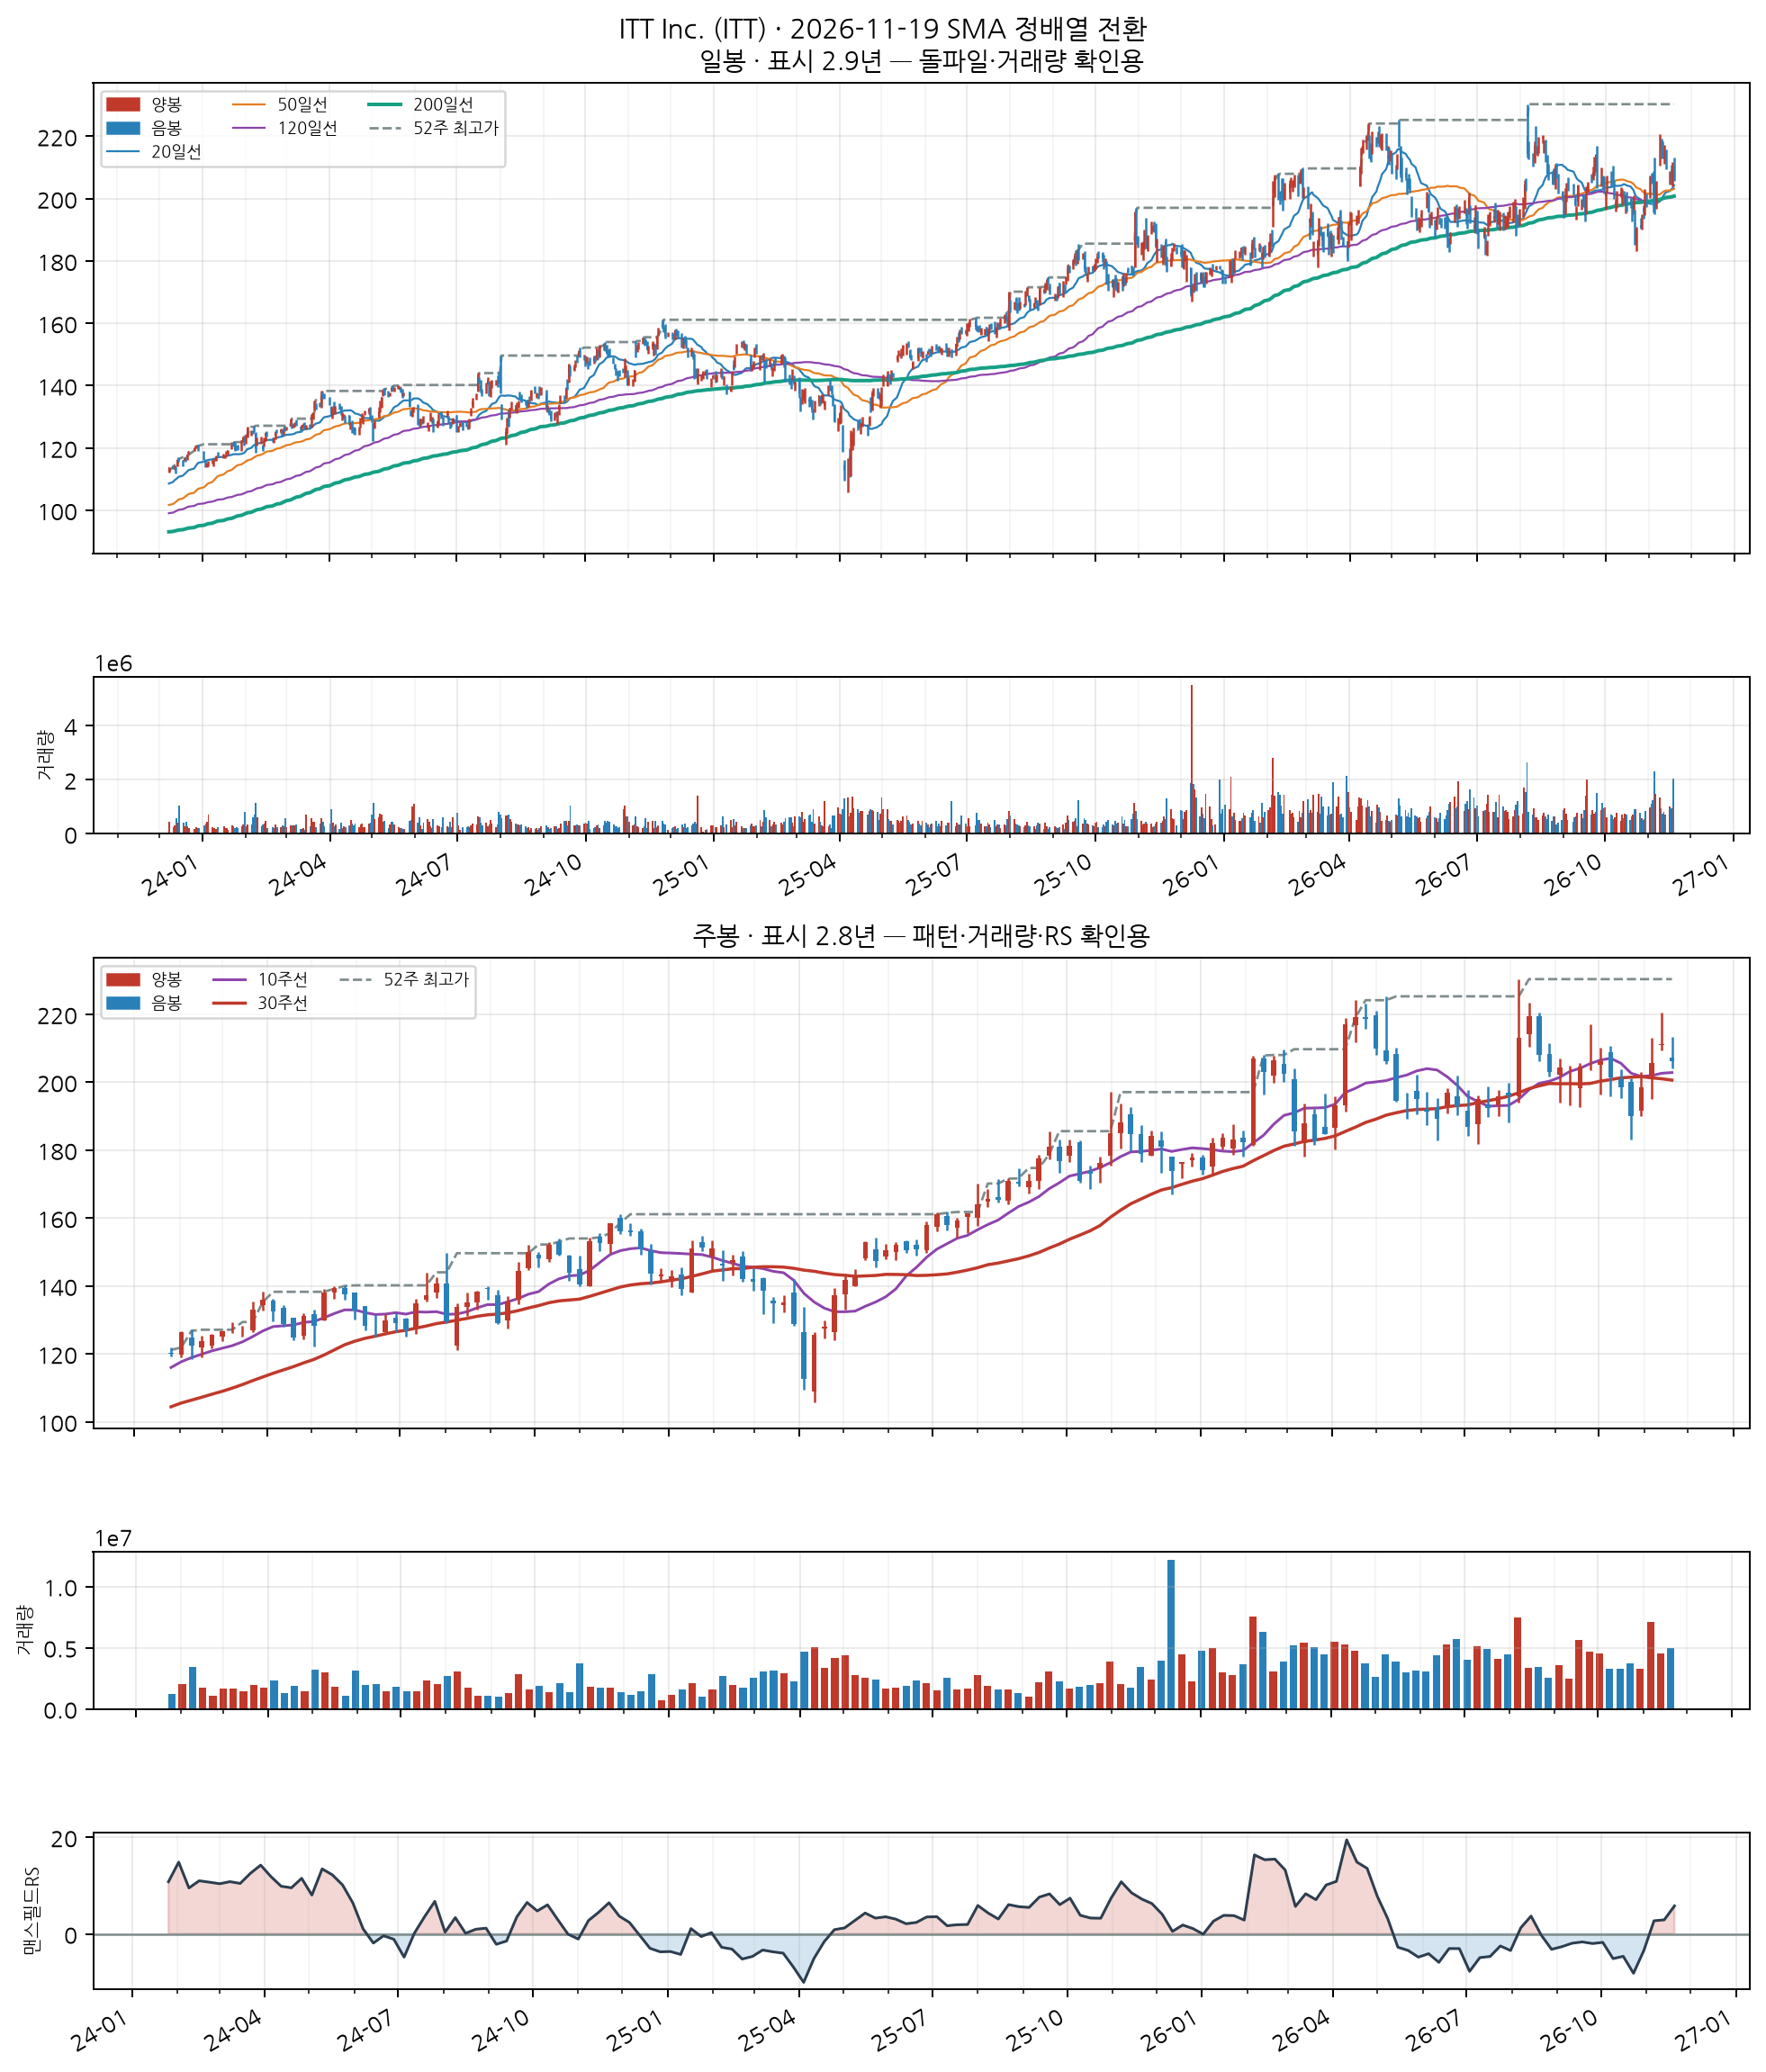 ITT Inc. (ITT) · 2026-11-19 SMA 정배열 전환
일봉 · 표시 2.9년 — 돌파일·거래량 확인용
양봉 50일선 200일선
음봉 120일선 52주 최고가
20일선
220
200
180
160
140
120
100
1e6
거래량
4
2
0
24-01 24-04 24-07 24-10 25-01 25-04 25-07 25-10 26-01 26-04 26-07 26-10 27-01
주봉 · 표시 2.8년 — 패턴·거래량·RS 확인용
양봉 10주선 52주 최고가
음봉 30주선
220
200
180
160
140
120
100
1e7
거래량
1.0
0.5
0.0
맨스필드RS
20
0
24-01 24-04 24-07 24-10 25-01 25-04 25-07 25-10 26-01 26-04 26-07 26-10 27-01